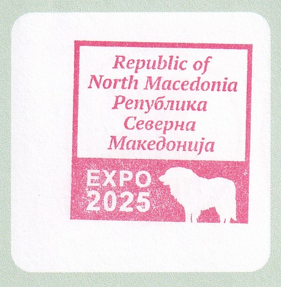 Republic of
North Macedonia
Република
Северна
Македонија
EXPO
2025